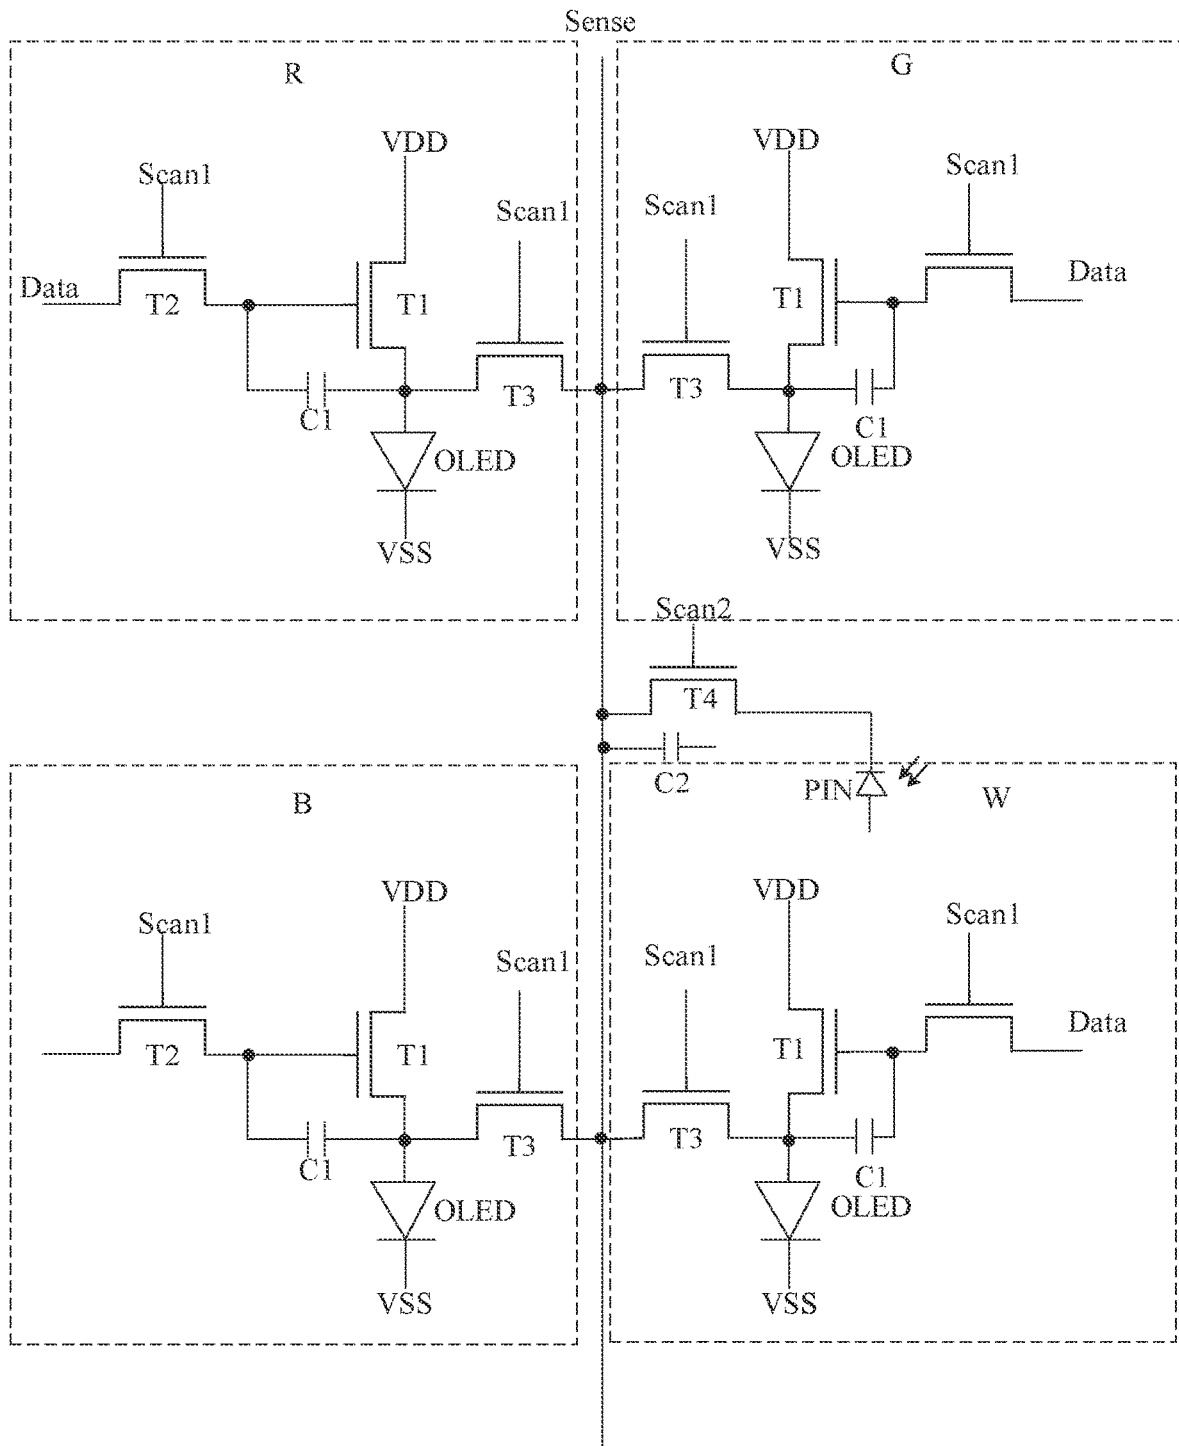 Sense
R
G
VDD
VDD
Scan1
Scan1
Scan1
Scan1
Data
T2
T1
T1
Data
C1
T3
T3
C1
OLED
OLED
VSS
VSS
Scan2
T4
C2
PIN
B
W
VDD
VDD
Scan1
Scan1
Scan1
Scan1
T2
T1
T1
Data
C1
T3
T3
C1
OLED
OLED
VSS
VSS